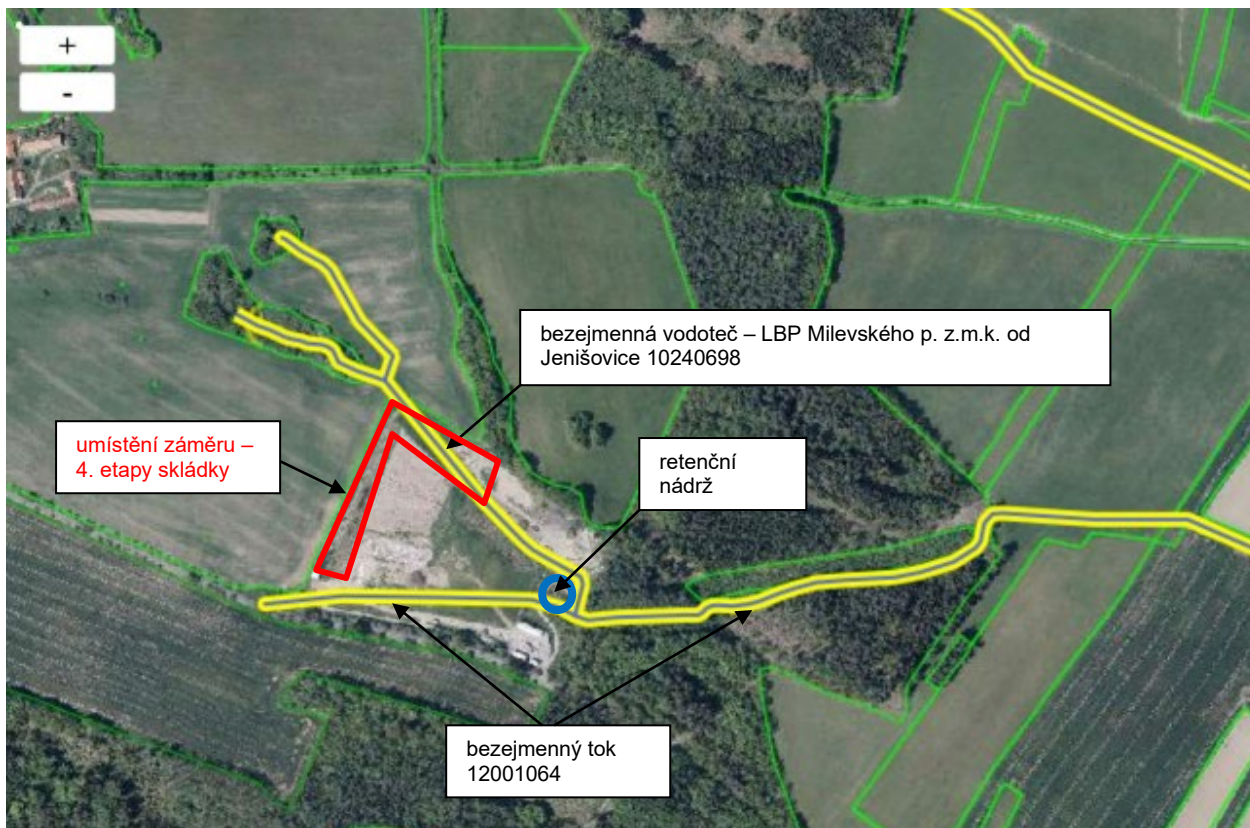 +
-
bezejmenná vodoteč – LBP Milevského p. z.m.k. od
Jenišovice 10240698
umístění záměru –
4. etapy skládky
retenční
nádrž
bezejmenný tok
12001064